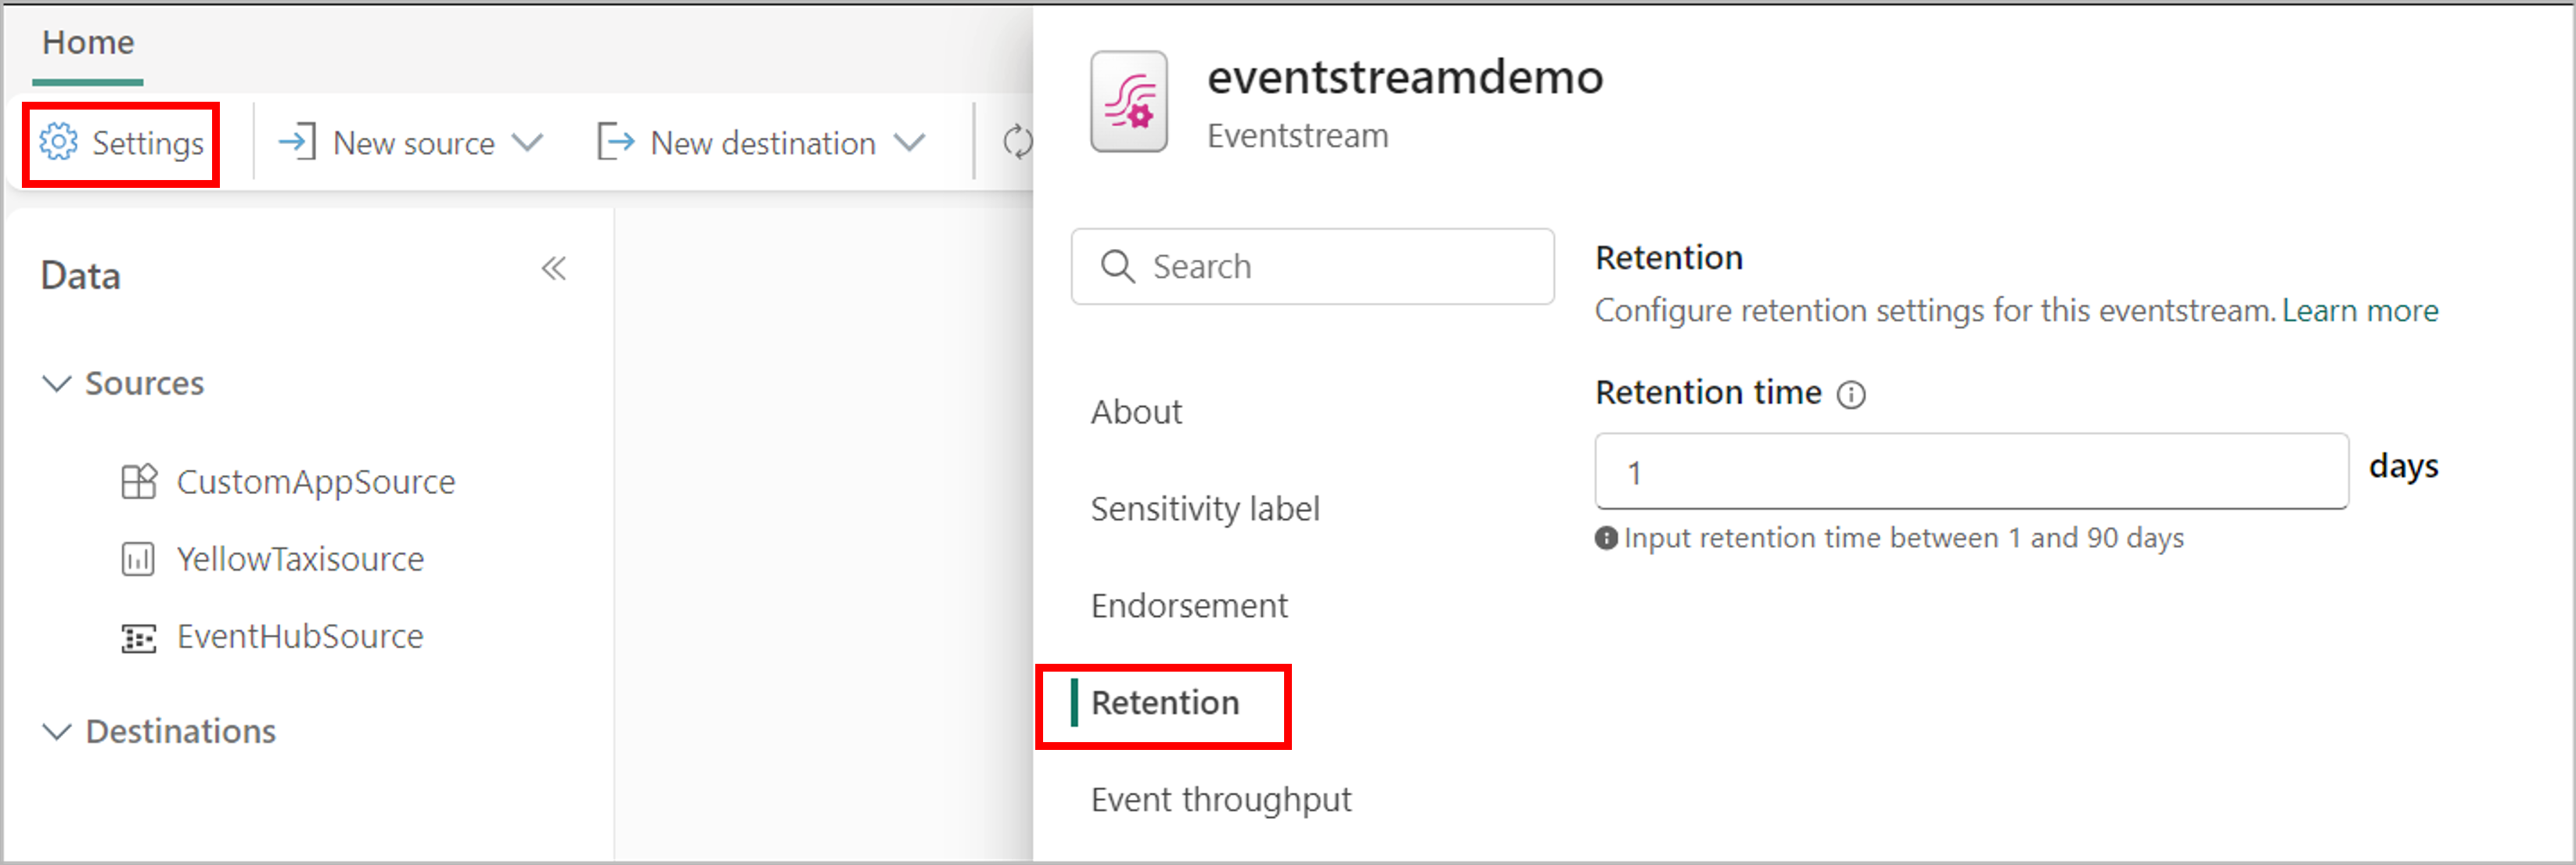 Home
Settings
New source
New destination
Data
Sources
CustomAppSource
YellowTaxisource
EventHubSource
Destinations
eventstreamdemo
Eventstream
Search
About
Sensitivity label
Endorsement
Retention
Event throughput
Retention
Configure retention settings for this eventstream. Learn more
Retention time
1 days
Input retention time between 1 and 90 days